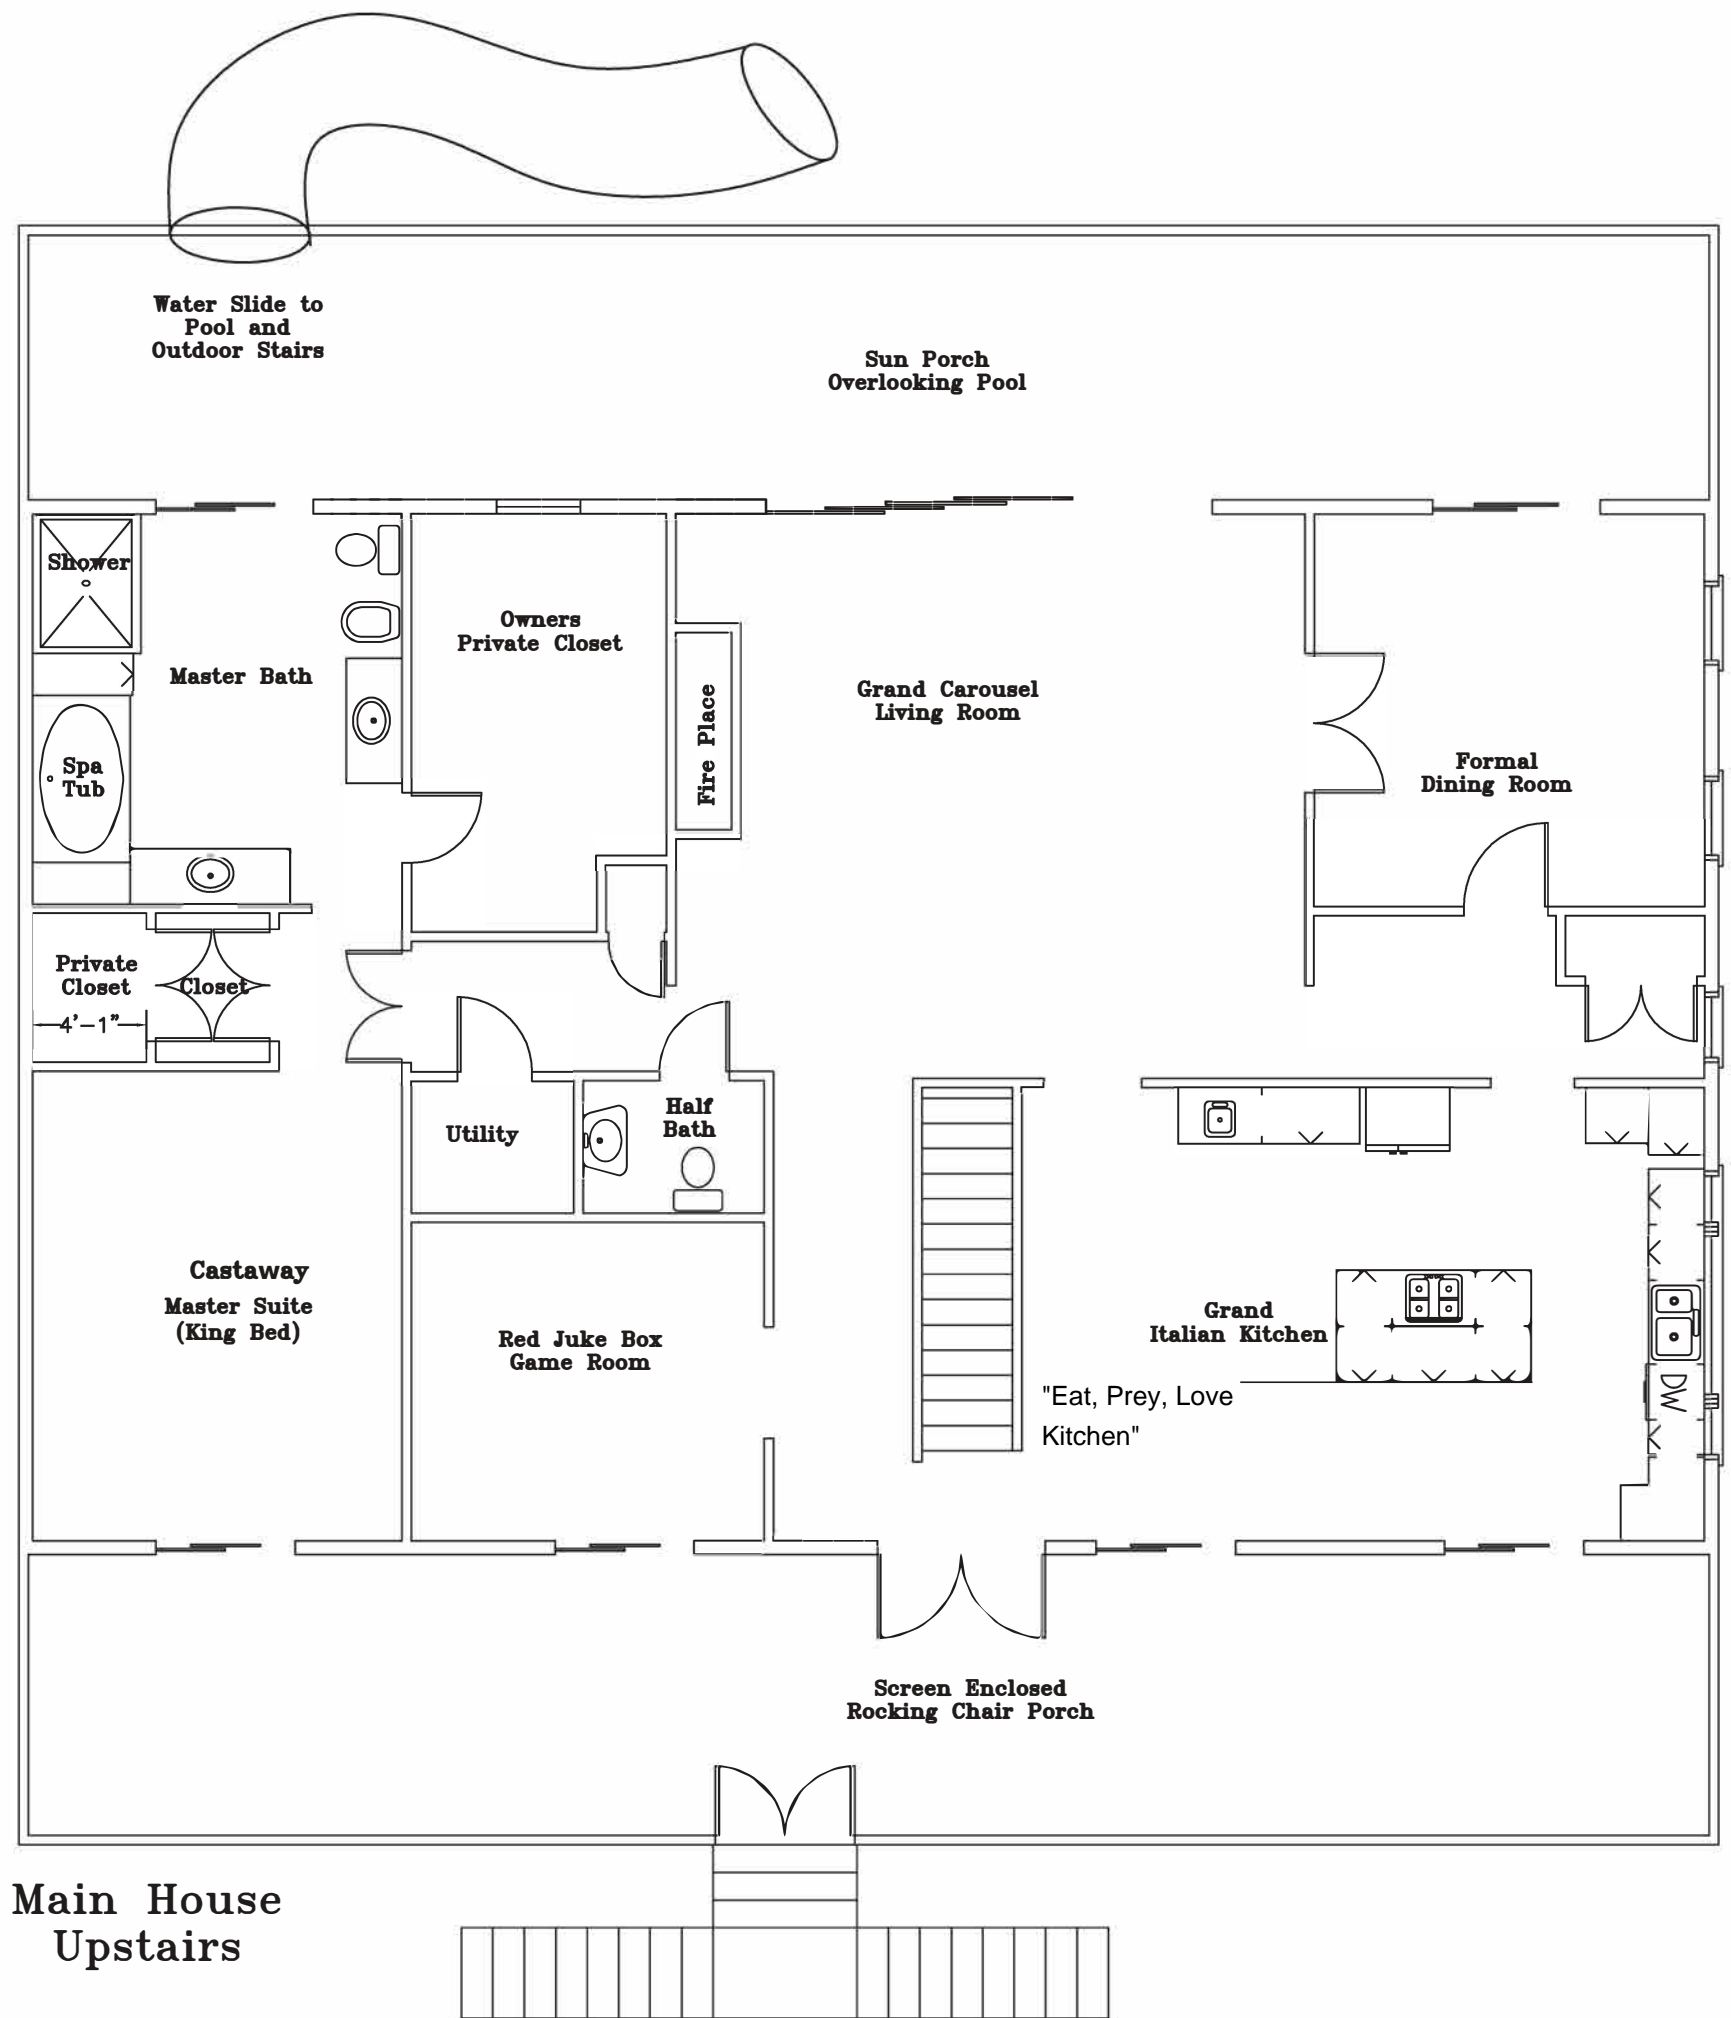 Water Slide to
Pool and
Outdoor Stairs
Sun Porch
Overlooking Pool
Shower
Owners
Private Closet
Master Bath
Grand Carousel
Living Room
Fire Place
Spa
Tub
Formal
Dining Room
Private
Closet
Closet
4'-1"
Utility
Half
Bath
Castaway
Master Suite
(King Bed)
Red Juke Box
Game Room
Grand
Italian Kitchen
"Eat, Prey, Love
Kitchen"
DW
Screen Enclosed
Rocking Chair Porch
Main House
Upstairs